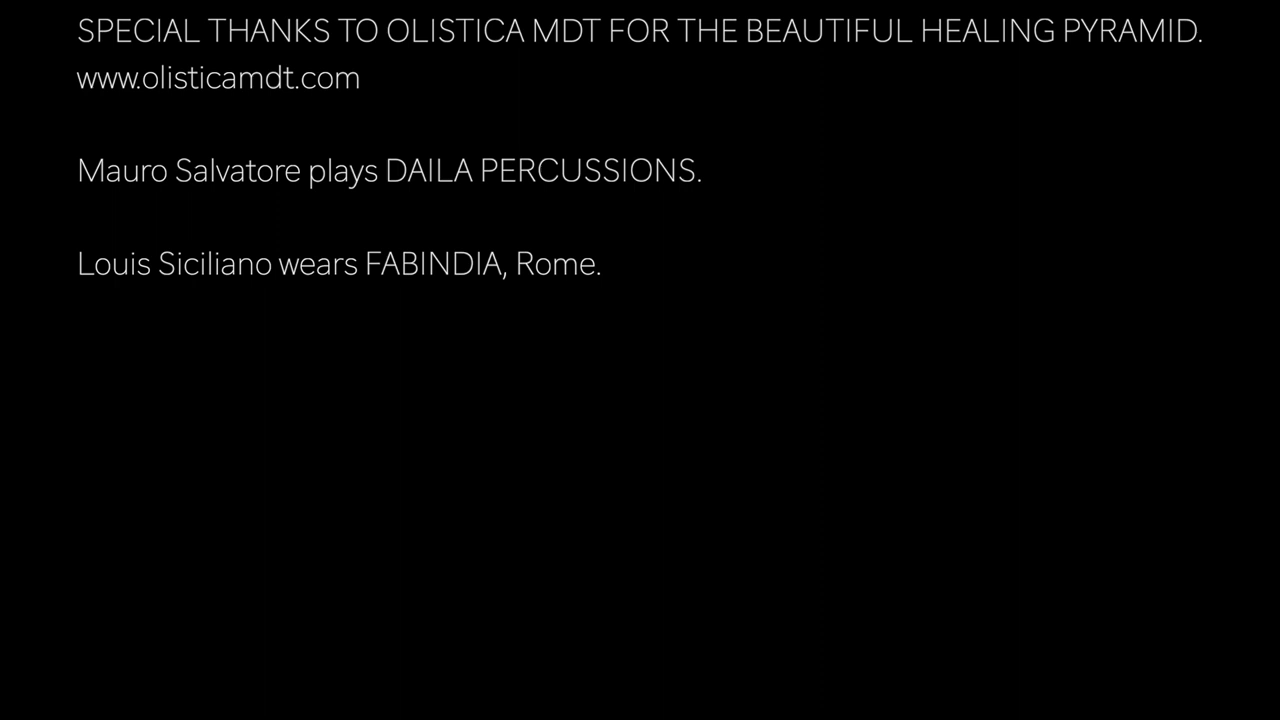 SPECIAL THANKS TO OLISTICA MDT FOR THE BEAUTIFUL HEALING PYRAMID.
www.olisticamdt.com
Mauro Salvatore plays DAILA PERCUSSIONS.
Louis Siciliano wears FABINDIA, Rome.